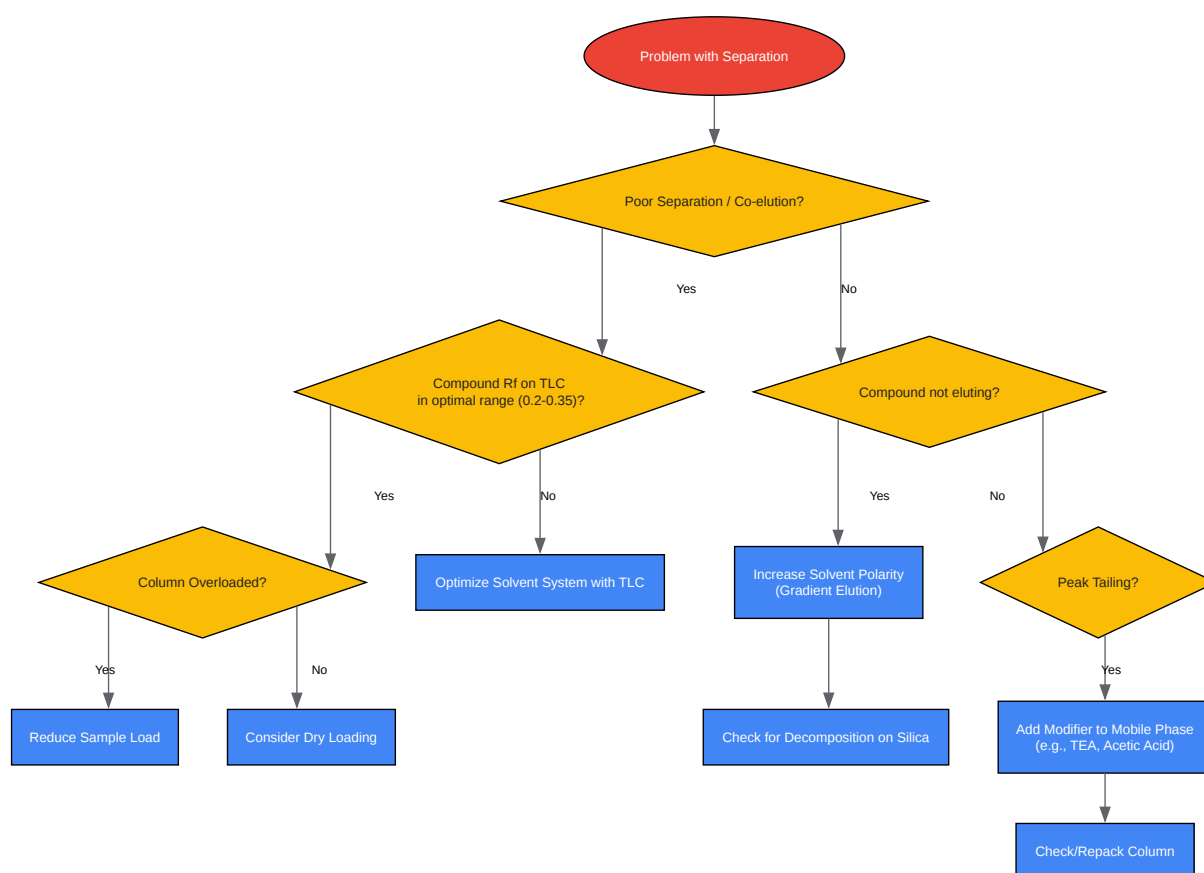 Problem with Separation
Poor Separation / Co-elution?
Yes
No
Compound Rf on TLC
in optimal range (0.2-0.35)?
Compound not eluting?
Yes
No
Yes
No
Column Overloaded?
Optimize Solvent System with TLC
Increase Solvent Polarity
(Gradient Elution)
Peak Tailing?
Yes
No
Yes
Reduce Sample Load
Consider Dry Loading
Check for Decomposition on Silica
Add Modifier to Mobile Phase
(e.g., TEA, Acetic Acid)
Check/Repack Column